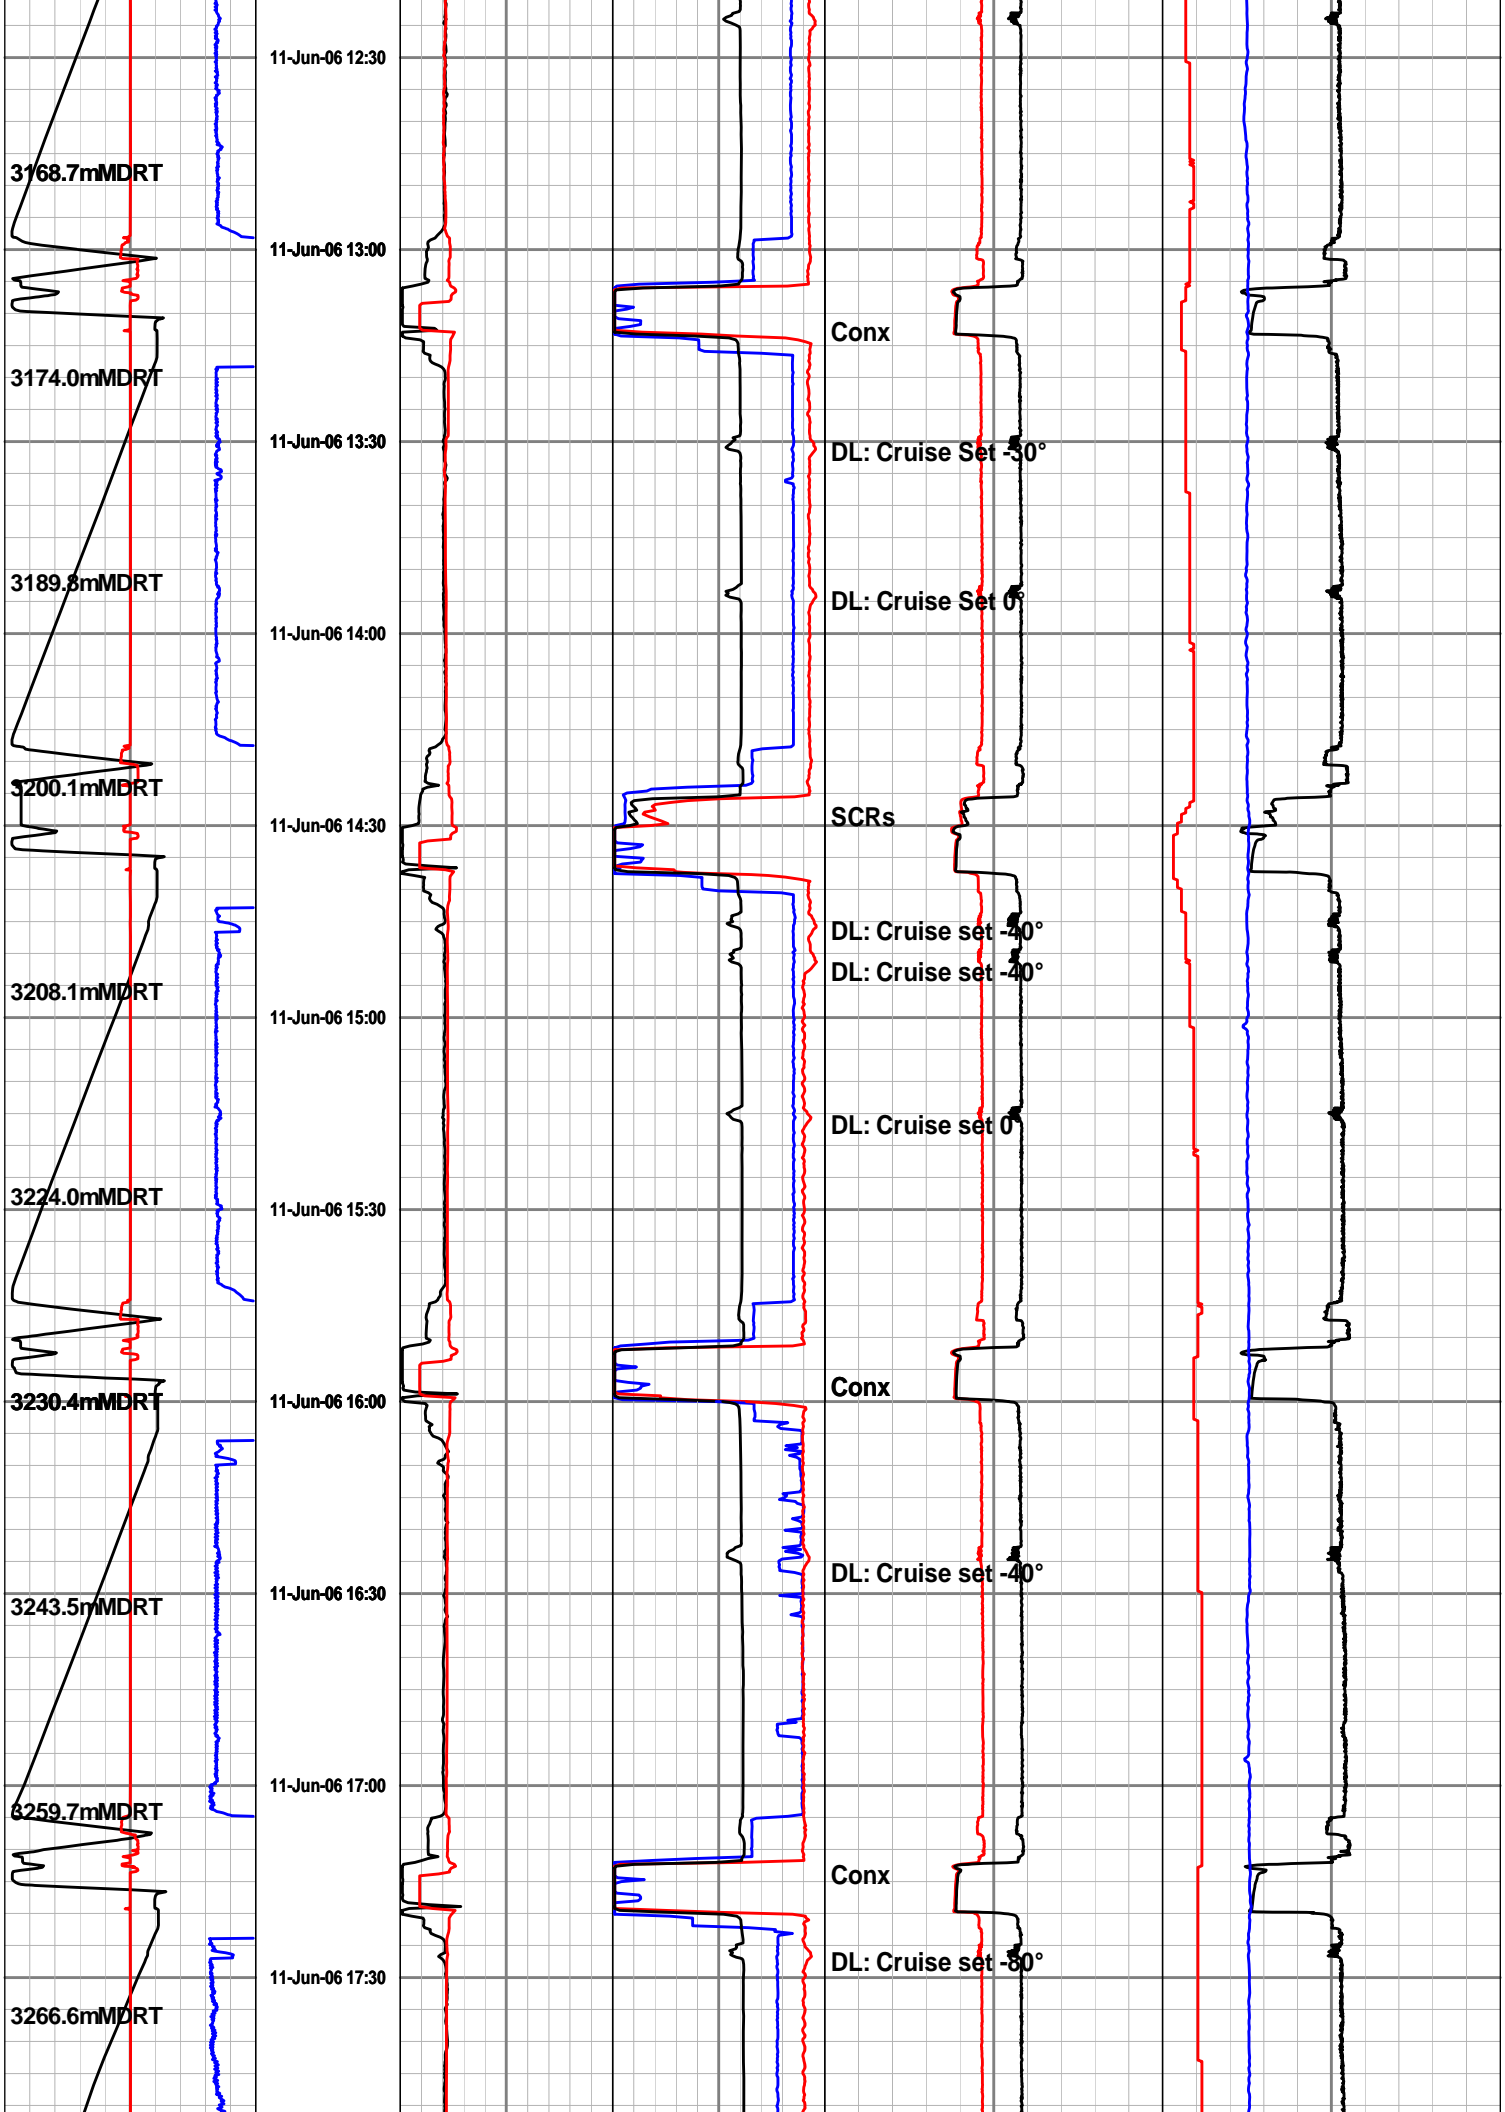 11-Jun-06 12:30
3168.7mMDRT
11-Jun-06 13:00
Conx
3174.0mMDRT
11-Jun-06 13:30
DL: Cruise Set -30°
3189.8mMDRT
DL: Cruise Set 0°
11-Jun-06 14:00
3200.1mMDRT
SCRs
11-Jun-06 14:30
DL: Cruise set -40°
DL: Cruise set -40°
3208.1mMDRT
11-Jun-06 15:00
DL: Cruise set 0
3224.0mMDRT
11-Jun-06 15:30
Conx
3230.4mMDRT
11-Jun-06 16:00
DL: Cruise set -40°
11-Jun-06 16:30
3243.5mMDRT
11-Jun-06 17:00
3259.7mMDRT
Conx
DL: Cruise set -80°
11-Jun-06 17:30
3266.6mMDRT